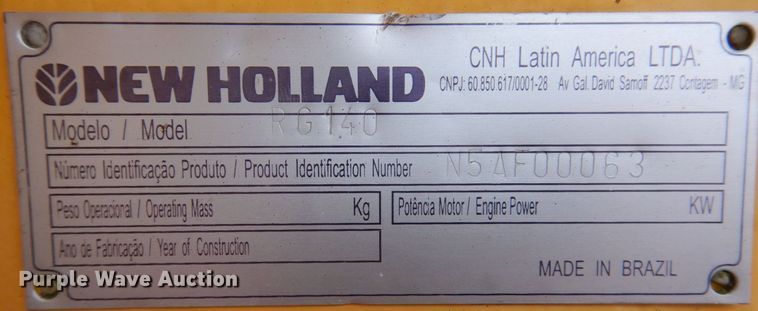 NEW HOLLAND
CNH Latin America LTDA.
CNPJ: 60.850.617/0001-28 Av Gal. David Sarnoff 2237 Contagem - MG
Modelo / Model RG140
Número Identificação Produto / Product Identification Number N5AF00063
Peso Operacional / Operating Mass Kg
Potência Motor / Engine Power KW
Ano de Fabricação / Year of Construction
MADE IN BRAZIL
Purple Wave Auction